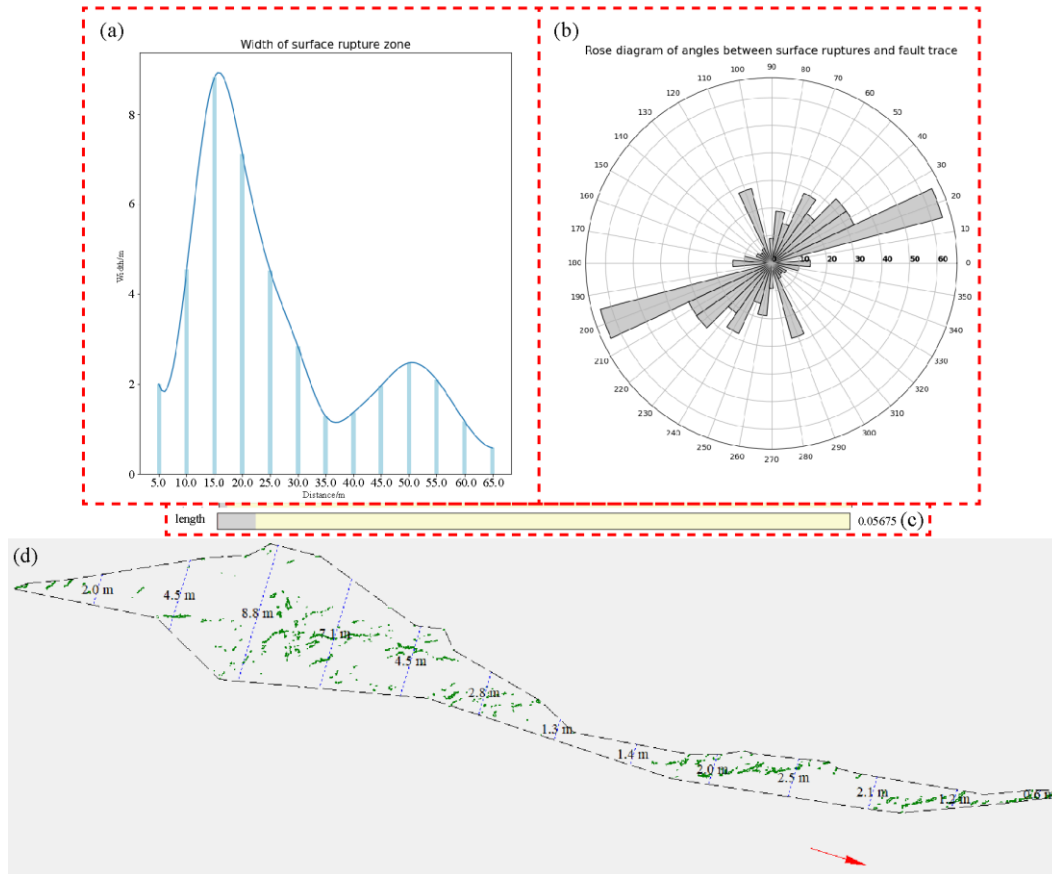 (a)
Width of surface rupture zone
Width/m
8
6
4
2
0
5.0 10.0 15.0 20.0 25.0 30.0 35.0 40.0 45.0 50.0 55.0 60.0 65.0
Distance/m
(b)
Rose diagram of angles between surface ruptures and fault trace
90
100 80
110 70
120 60
130 50
140 40
150 30
160 20
170 10
180 0 10 20 30 40 50 60 0
190 350
200 340
210 330
220 320
230 310
240 300
250 290
260 280
270
length 0.05675 (c)
(d)
2.0 m
4.5 m
8.8 m
7.1 m
4.5 m
2.8 m
1.3 m
1.4 m
2.0 m
2.5 m
2.1 m
1.2 m
0.6 m